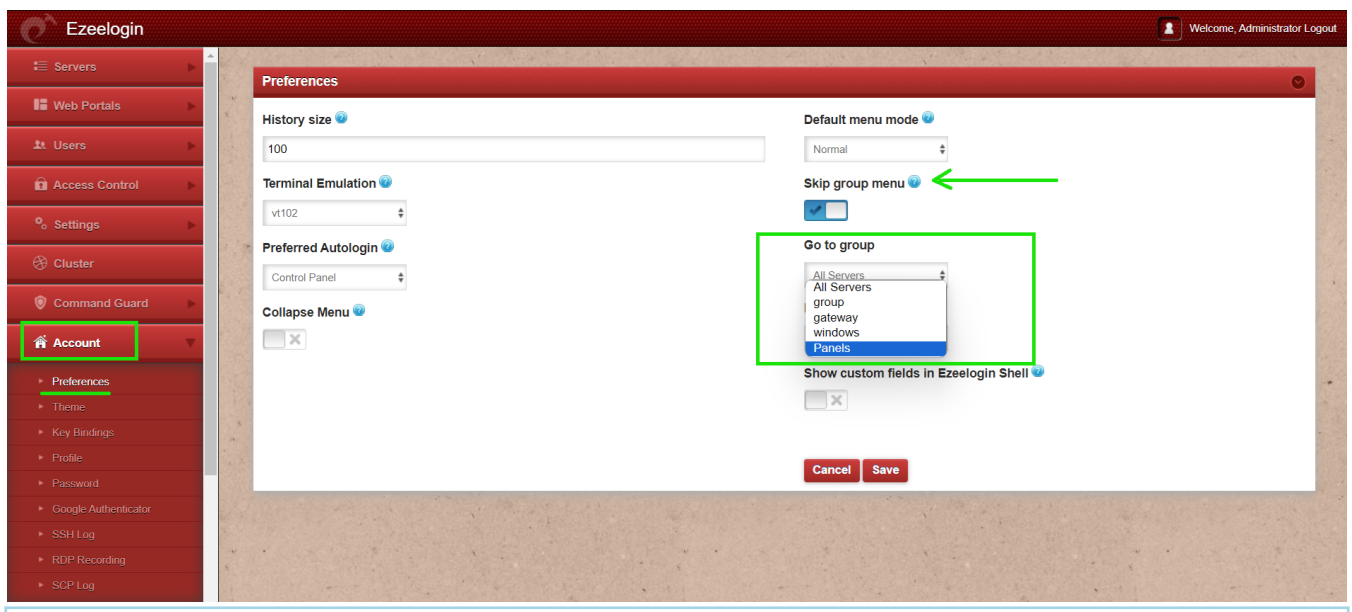 Ezeelogin
Welcome, Administrator Logout
Servers
Web Portals
Users
Access Control
Settings
Cluster
Command Guard
Account
Preferences
Theme
Key Bindings
Profile
Password
Google Authenticator
SSH Log
RDP Recording
SCP Log
Preferences
History size
100
Terminal Emulation
vt102
Preferred Autologin
Control Panel
Collapse Menu
Default menu mode
Normal
Skip group menu
Go to group
All Servers
All Servers
group
gateway
windows
Panels
Show custom fields in Ezeelogin Shell
Cancel Save